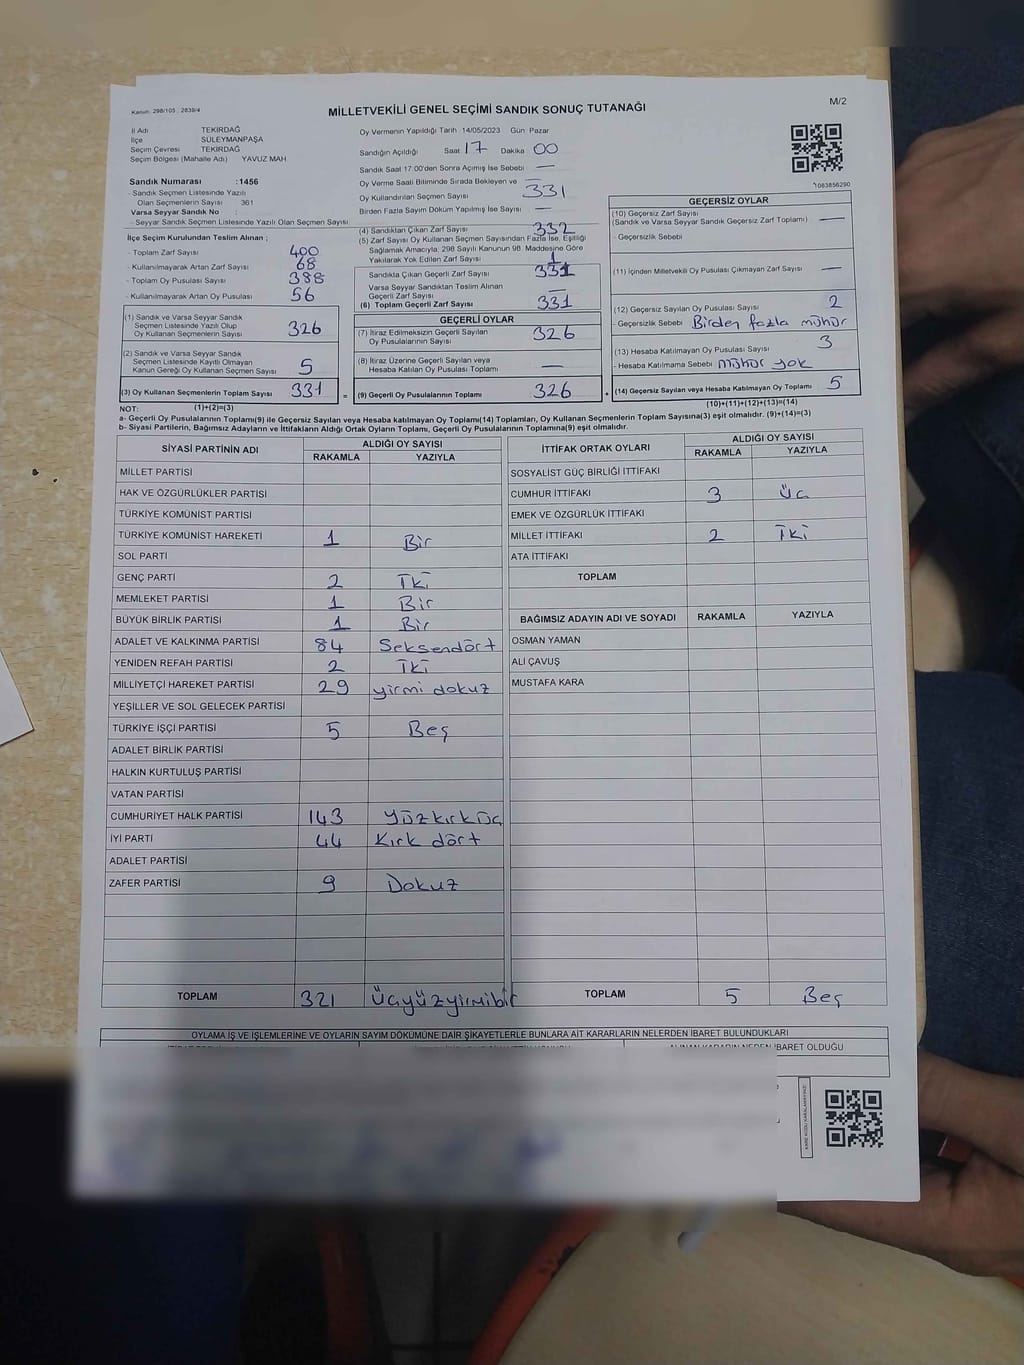 Kanun: 298/105 ; 2839/4
MİLLETVEKİLİ GENEL SEÇİMİ SANDIK SONUÇ TUTANAĞI
M/2
İl Adı TEKİRDAĞ
İlçe SÜLEYMANPAŞA
Seçim Çevresi TEKİRDAĞ
Seçim Bölgesi (Mahalle Adı) YAVUZ MAH
Sandık Numarası :1456
- Sandık Seçmen Listesinde Yazılı
Olan Seçmenlerin Sayısı 361
Varsa Seyyar Sandık No :
- Seyyar Sandık Seçmen Listesinde Yazılı Olan Seçmen Sayısı
İlçe Seçim Kurulundan Teslim Alınan ;
- Toplam Zarf Sayısı 400
- Kullanılmayarak Artan Zarf Sayısı 68
- Toplam Oy Pusulası Sayısı 388
- Kullanılmayarak Artan Oy Pusulası 56
(1) Sandık ve Varsa Seyyar Sandık
Seçmen Listesinde Yazılı Olup
Oy Kullanan Seçmenlerin Sayısı 326
(2) Sandık ve Varsa Seyyar Sandık
Seçmen Listesinde Kayıtlı Olmayan
Kanun Gereği Oy Kullanan Seçmen Sayısı 5
(3) Oy Kullanan Seçmenlerin Toplam Sayısı 331 =
(1)+(2)=(3)
Oy Vermenin Yapıldığı Tarih 14/05/2023 Gün Pazar
Sandığın Açıldığı Saat 17 Dakika 00
Sandık Saat 17:00'den Sonra Açımış İse Sebebi —
Oy Verme Saati Bitiminde Sırada Bekleyen ve
Oy Kullandırılan Seçmen Sayısı 331
Birden Fazla Sayım Döküm Yapılmış İse Sayısı —
(4) Sandıktan Çıkan Zarf Sayısı 332
(5) Zarf Sayısı Oy Kullanan Seçmen Sayısından Fazla İse, Eşitliği
Sağlamak Amacıyla, 298 Sayılı Kanunun 98. Maddesine Göre
Yakılarak Yok Edilen Zarf Sayısı 1
Sandıkta Çıkan Geçerli Zarf Sayısı 331
Varsa Seyyar Sandıktan Teslim Alınan
Geçerli Zarf Sayısı —
(6) Toplam Geçerli Zarf Sayısı 331
GEÇERLİ OYLAR
(7) İtiraz Edilmeksizin Geçerli Sayılan
Oy Pusulalarının Sayısı 326
(8) İtiraz Üzerine Geçerli Sayılan veya
Hesaba Katılan Oy Pusulası Toplamı —
(9) Geçerli Oy Pusulalarının Toplamı 326 +
1083856290
GEÇERSİZ OYLAR
(10) Geçersiz Zarf Sayısı
(Sandık ve Varsa Seyyar Sandık Geçersiz Zarf Toplamı) —
- Geçersizlik Sebebi
(11) İçinden Milletvekili Oy Pusulası Çıkmayan Zarf Sayısı —
(12) Geçersiz Sayılan Oy Pusulası Sayısı 2
- Geçersizlik Sebebi Birden fazla mühür
(13) Hesaba Katılmayan Oy Pusulası Sayısı 3
- Hesaba Katılmama Sebebi mühür yok
(14) Geçersiz Sayılan veya Hesaba Katılmayan Oy Toplamı 5
(10)+(11)+(12)+(13)=(14)
NOT:
a- Geçerli Oy Pusulalarının Toplamı(9) ile Geçersiz Sayılan veya Hesaba katılmayan Oy Toplamı(14) Toplamları, Oy Kullanan Seçmenlerin Toplam Sayısına(3) eşit olmalıdır. (9)+(14)=(3)
b- Siyasi Partilerin, Bağımsız Adayların ve İttifakların Aldığı Ortak Oyların Toplamı, Geçerli Oy Pusulalarının Toplamına(9) eşit olmalıdır.
SİYASİ PARTİNİN ADI ALDIĞI OY SAYISI
RAKAMLA YAZIYLA
MİLLET PARTİSİ
HAK VE ÖZGÜRLÜKLER PARTİSİ
TÜRKİYE KOMÜNİST PARTİSİ
TÜRKİYE KOMÜNİST HAREKETİ 1 Bir
SOL PARTİ
GENÇ PARTİ 2 İki
MEMLEKET PARTİSİ 1 Bir
BÜYÜK BİRLİK PARTİSİ 1 Bir
ADALET VE KALKINMA PARTİSİ 84 Seksendört
YENİDEN REFAH PARTİSİ 2 İki
MİLLİYETÇİ HAREKET PARTİSİ 29 yirmi dokuz
YEŞİLLER VE SOL GELECEK PARTİSİ
TÜRKİYE İŞÇİ PARTİSİ 5 Beş
ADALET BİRLİK PARTİSİ
HALKIN KURTULUŞ PARTİSİ
VATAN PARTİSİ
CUMHURİYET HALK PARTİSİ 143 Yüzkırküç
İYİ PARTİ 44 Kırk dört
ADALET PARTİSİ
ZAFER PARTİSİ 9 Dokuz
TOPLAM 321 Üçyüzyirmibir
İTTİFAK ORTAK OYLARI ALDIĞI OY SAYISI
RAKAMLA YAZIYLA
SOSYALİST GÜÇ BİRLİĞİ İTTİFAKI
CUMHUR İTTİFAKI 3 Üç
EMEK VE ÖZGÜRLÜK İTTİFAKI
MİLLET İTTİFAKI 2 İki
ATA İTTİFAKI
TOPLAM
BAĞIMSIZ ADAYIN ADI VE SOYADI RAKAMLA YAZIYLA
OSMAN YAMAN
ALİ ÇAVUŞ
MUSTAFA KARA
TOPLAM 5 Beş
OYLAMA İŞ VE İŞLEMLERİNE VE OYLARIN SAYIM DÖKÜMÜNE DAİR ŞİKAYETLERLE BUNLARA AİT KARARLARIN NELERDEN İBARET BULUNDUKLARI
ALINAN KARARIN NEDEN İBARET OLDUĞU